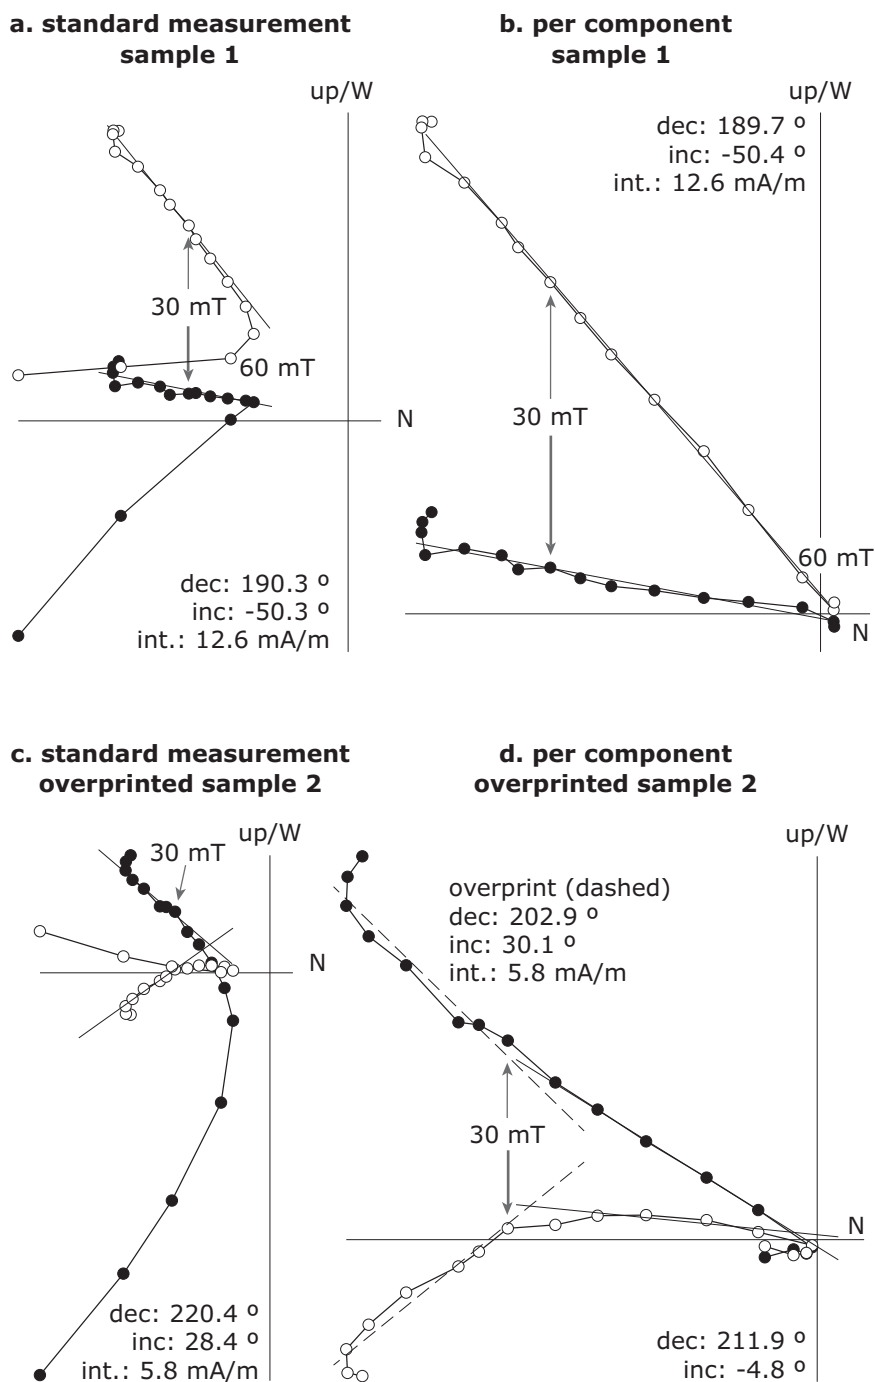 a. standard measurement
sample 1
b. per component
sample 1
up/W
30 mT
60 mT
N
dec: 190.3 º
inc: -50.3 º
int.: 12.6 mA/m
up/W
dec: 189.7 º
inc: -50.4 º
int.: 12.6 mA/m
30 mT
60 mT
N
c. standard measurement
overprinted sample 2
d. per component
overprinted sample 2
up/W
30 mT
N
dec: 220.4 º
inc: 28.4 º
int.: 5.8 mA/m
up/W
overprint (dashed)
dec: 202.9 º
inc: 30.1 º
int.: 5.8 mA/m
30 mT
N
dec: 211.9 º
inc: -4.8 º